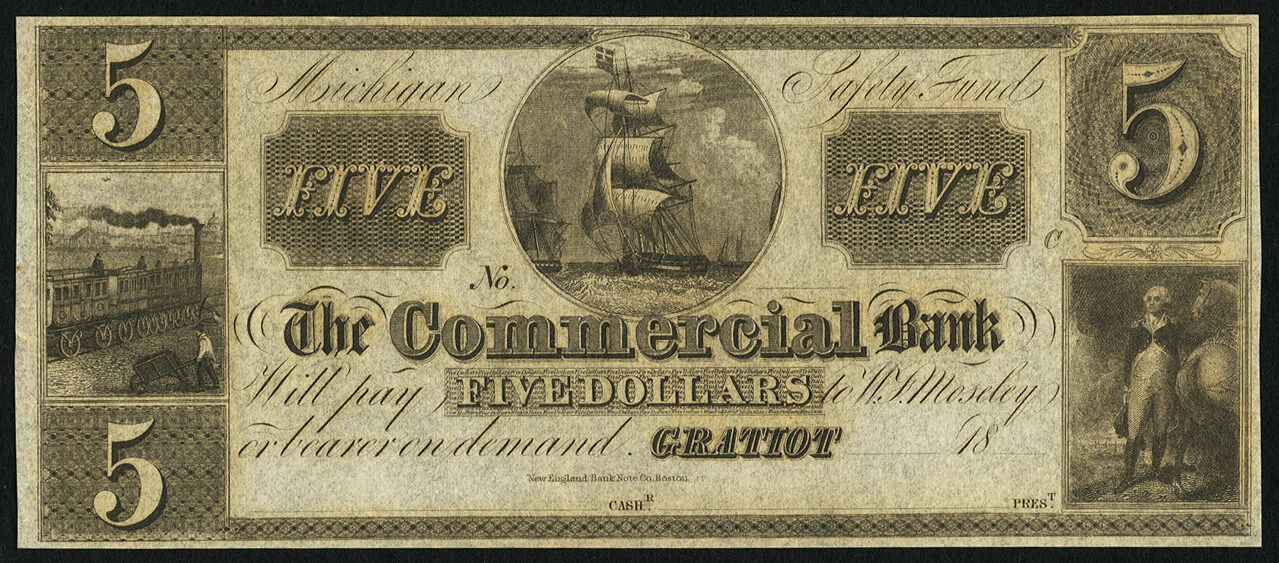 5
Michigan Safety Fund
5
FIVE
FIVE
C
No.
The Commercial Bank
Will pay FIVE DOLLARS to W. J. Moseley
or bearer on demand. GRATIOT 18
5
New England Bank Note Co. Boston.
CASH.R PRES.T